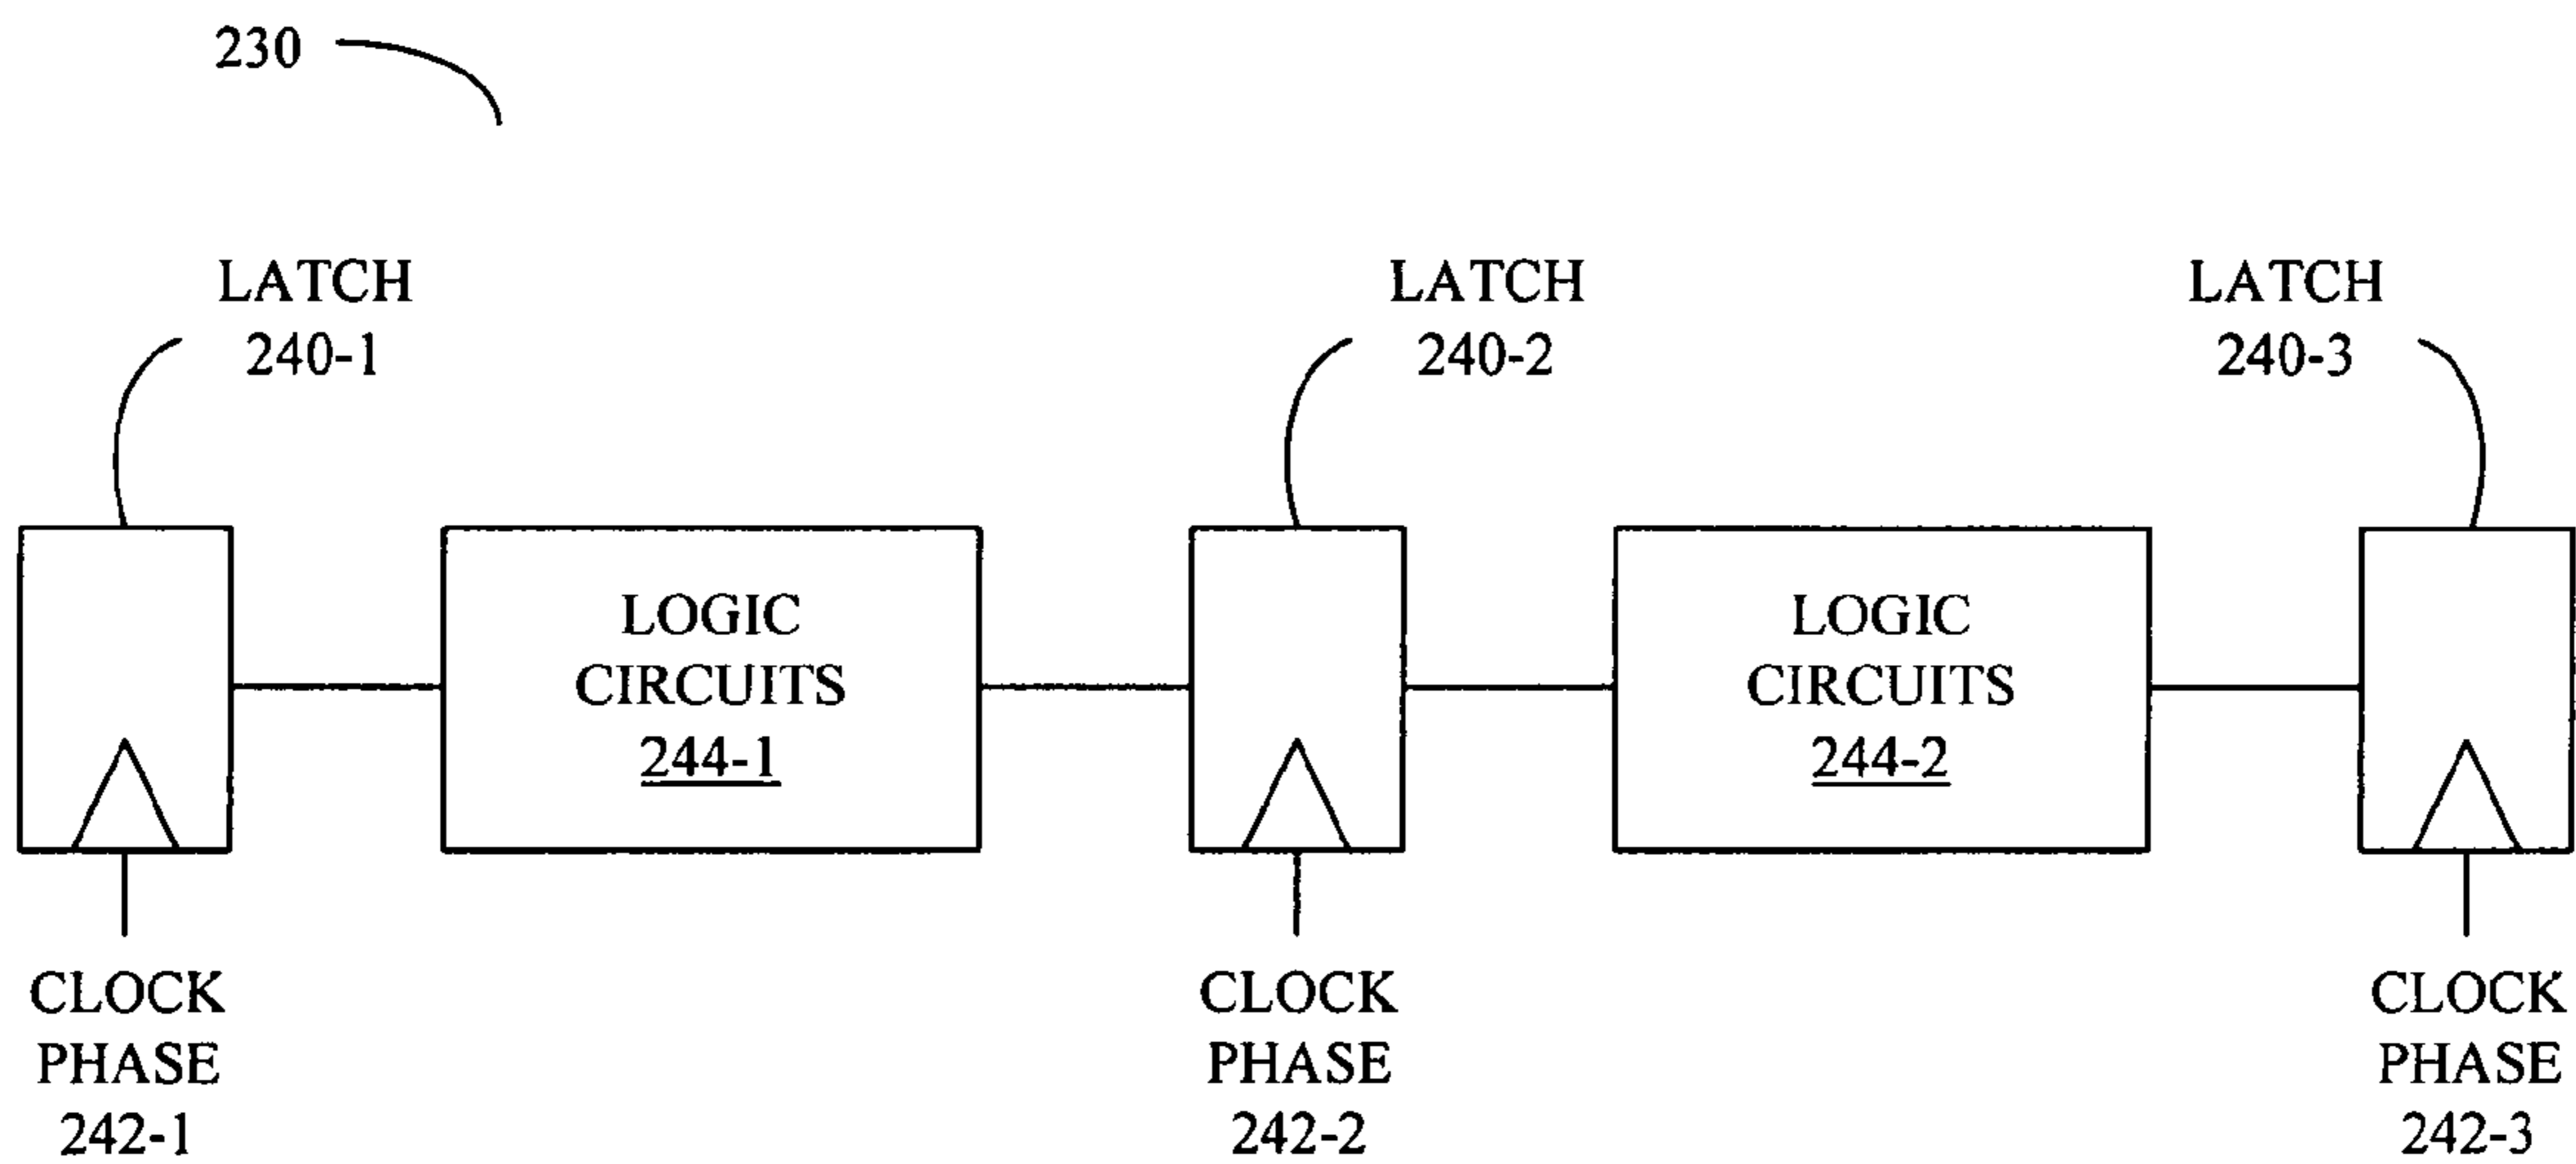 230
LATCH
240-1
LATCH
240-2
LATCH
240-3
LOGIC
CIRCUITS
244-1
LOGIC
CIRCUITS
244-2
CLOCK
PHASE
242-1
CLOCK
PHASE
242-2
CLOCK
PHASE
242-3